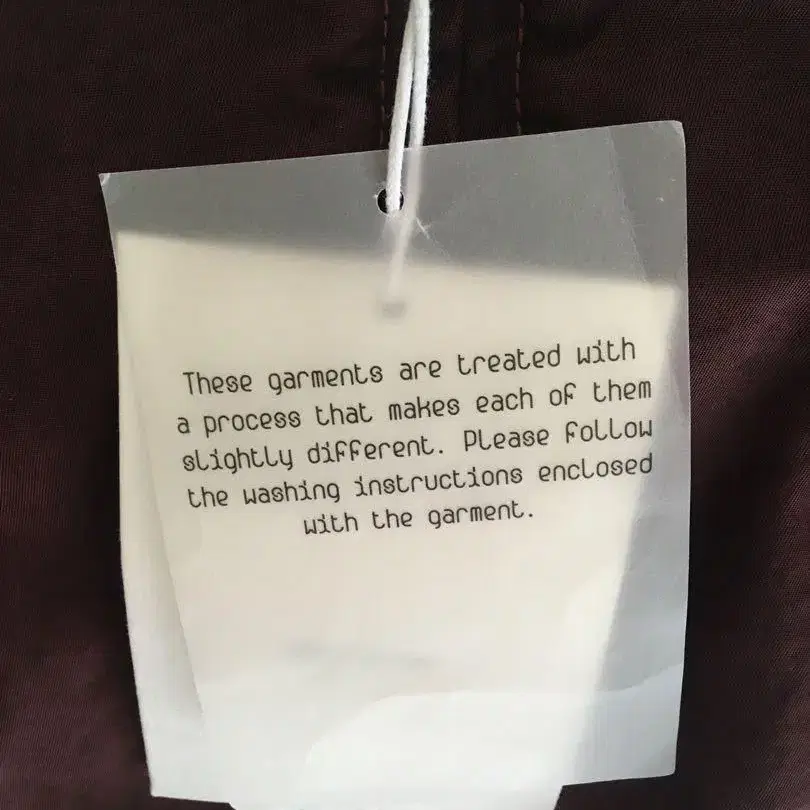 These garments are treated with
a process that makes each of them
slightly different. Please follow
the washing instructions enclosed
with the garment.